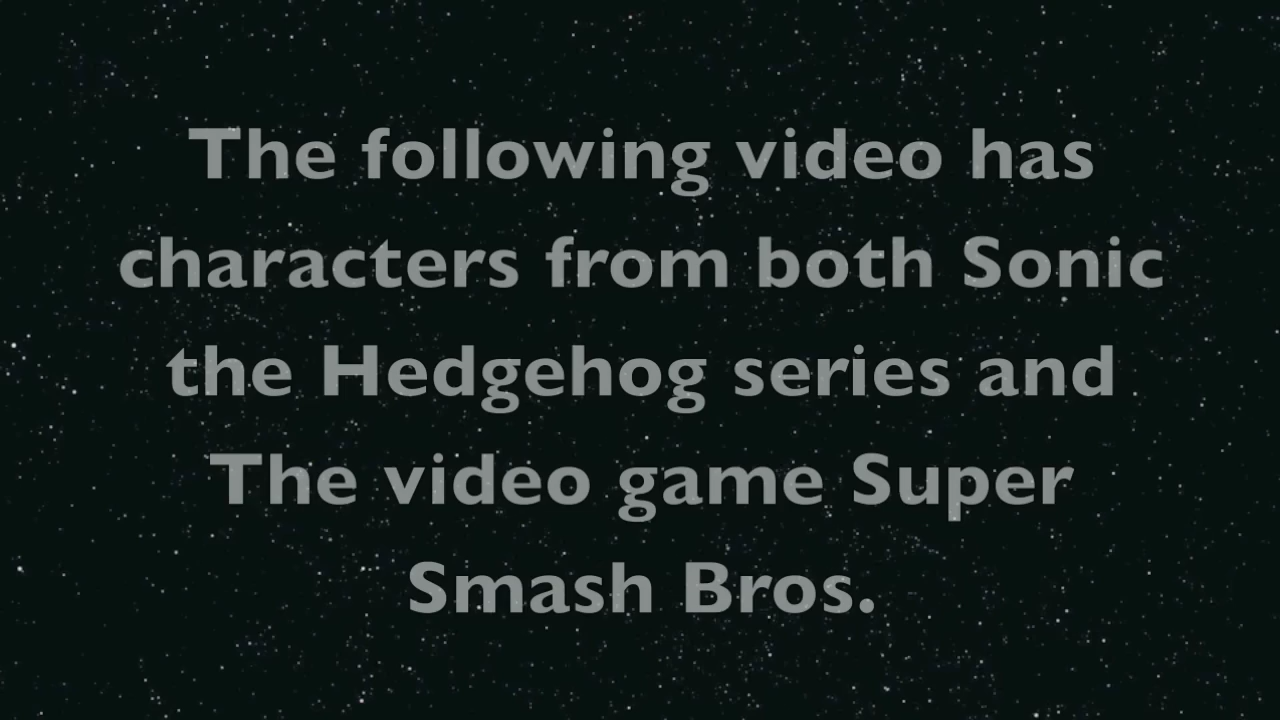 The following video has
characters from both Sonic
the Hedgehog series and
The video game Super
Smash Bros.